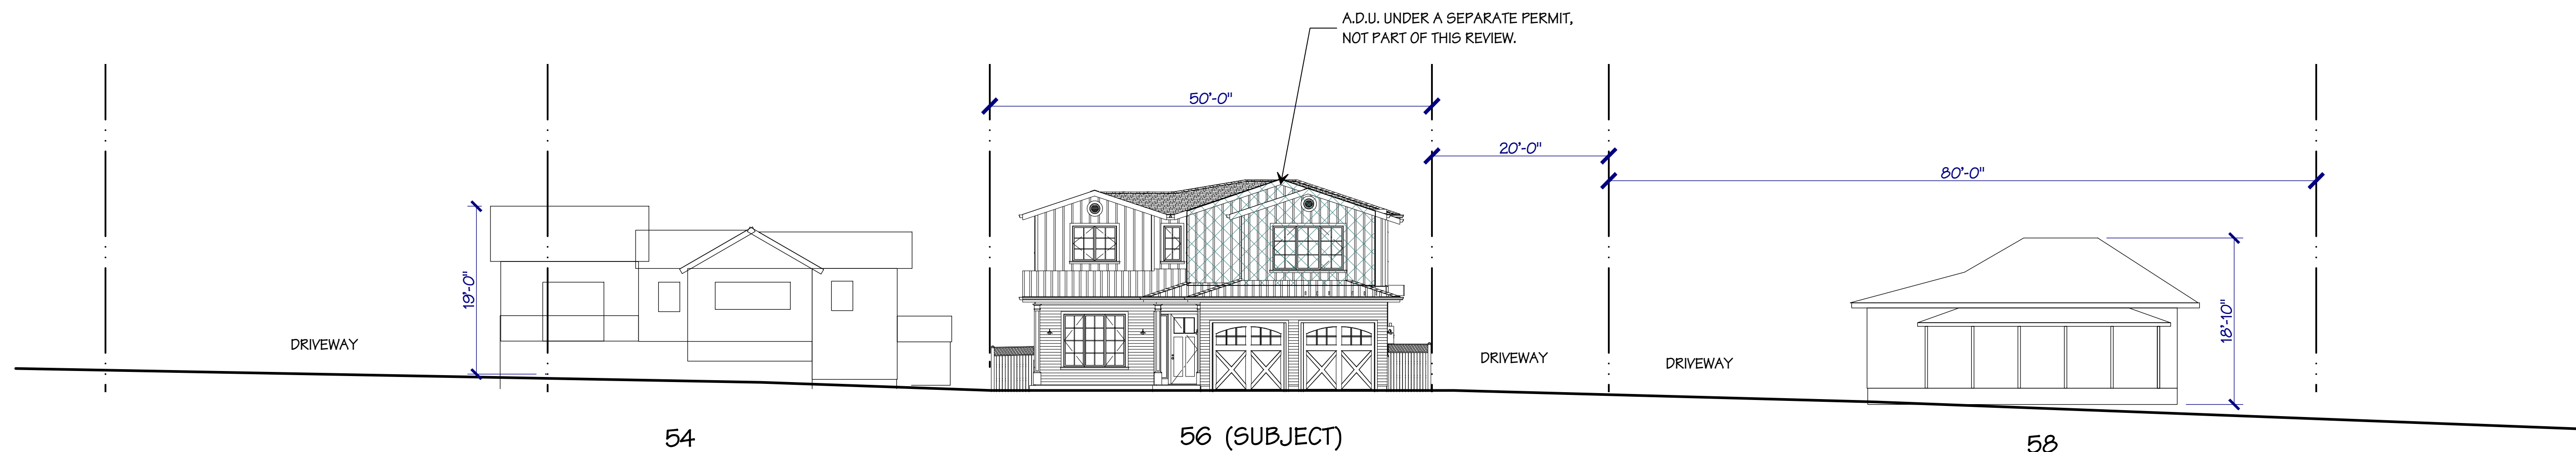 A.D.U. UNDER A SEPARATE PERMIT,
NOT PART OF THIS REVIEW.
50'-0"
20'-0"
80'-0"
19'-0"
18'-10"
DRIVEWAY
DRIVEWAY
DRIVEWAY
54
56 (SUBJECT)
58